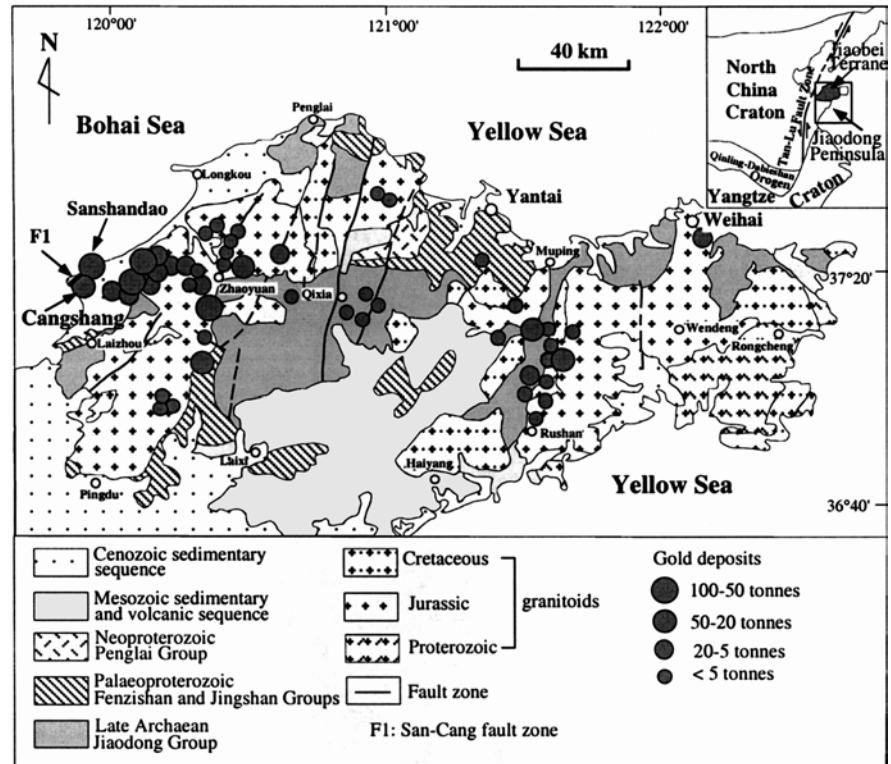 120°00'
121°00'
122°00'
N
40 km
Bohai Sea
Yellow Sea
Penglai
Longkou
Sanshandao
F1
Cangshang
Zhaoyuan
Qixia
Laizhou
Yantai
Muping
Weihai
37°20'
Wendeng
Rongcheng
Rushan
Laixi
Haiyang
Pingdu
Yellow Sea
36°40'
North
China
Craton
Jiaobei
Terrane
Tan-Lu Fault Zone
Jiaodong
Peninsula
Qinling-Dabieshan
Orogen
Yangtze
Craton
Cenozoic sedimentary
sequence
Mesozoic sedimentary
and volcanic sequence
Neoproterozoic
Penglai Group
Palaeoproterozoic
Fenzishan and Jingshan Groups
Late Archaean
Jiaodong Group
Cretaceous
Jurassic
Proterozoic
granitoids
Fault zone
F1: San-Cang fault zone
Gold deposits
100-50 tonnes
50-20 tonnes
20-5 tonnes
< 5 tonnes